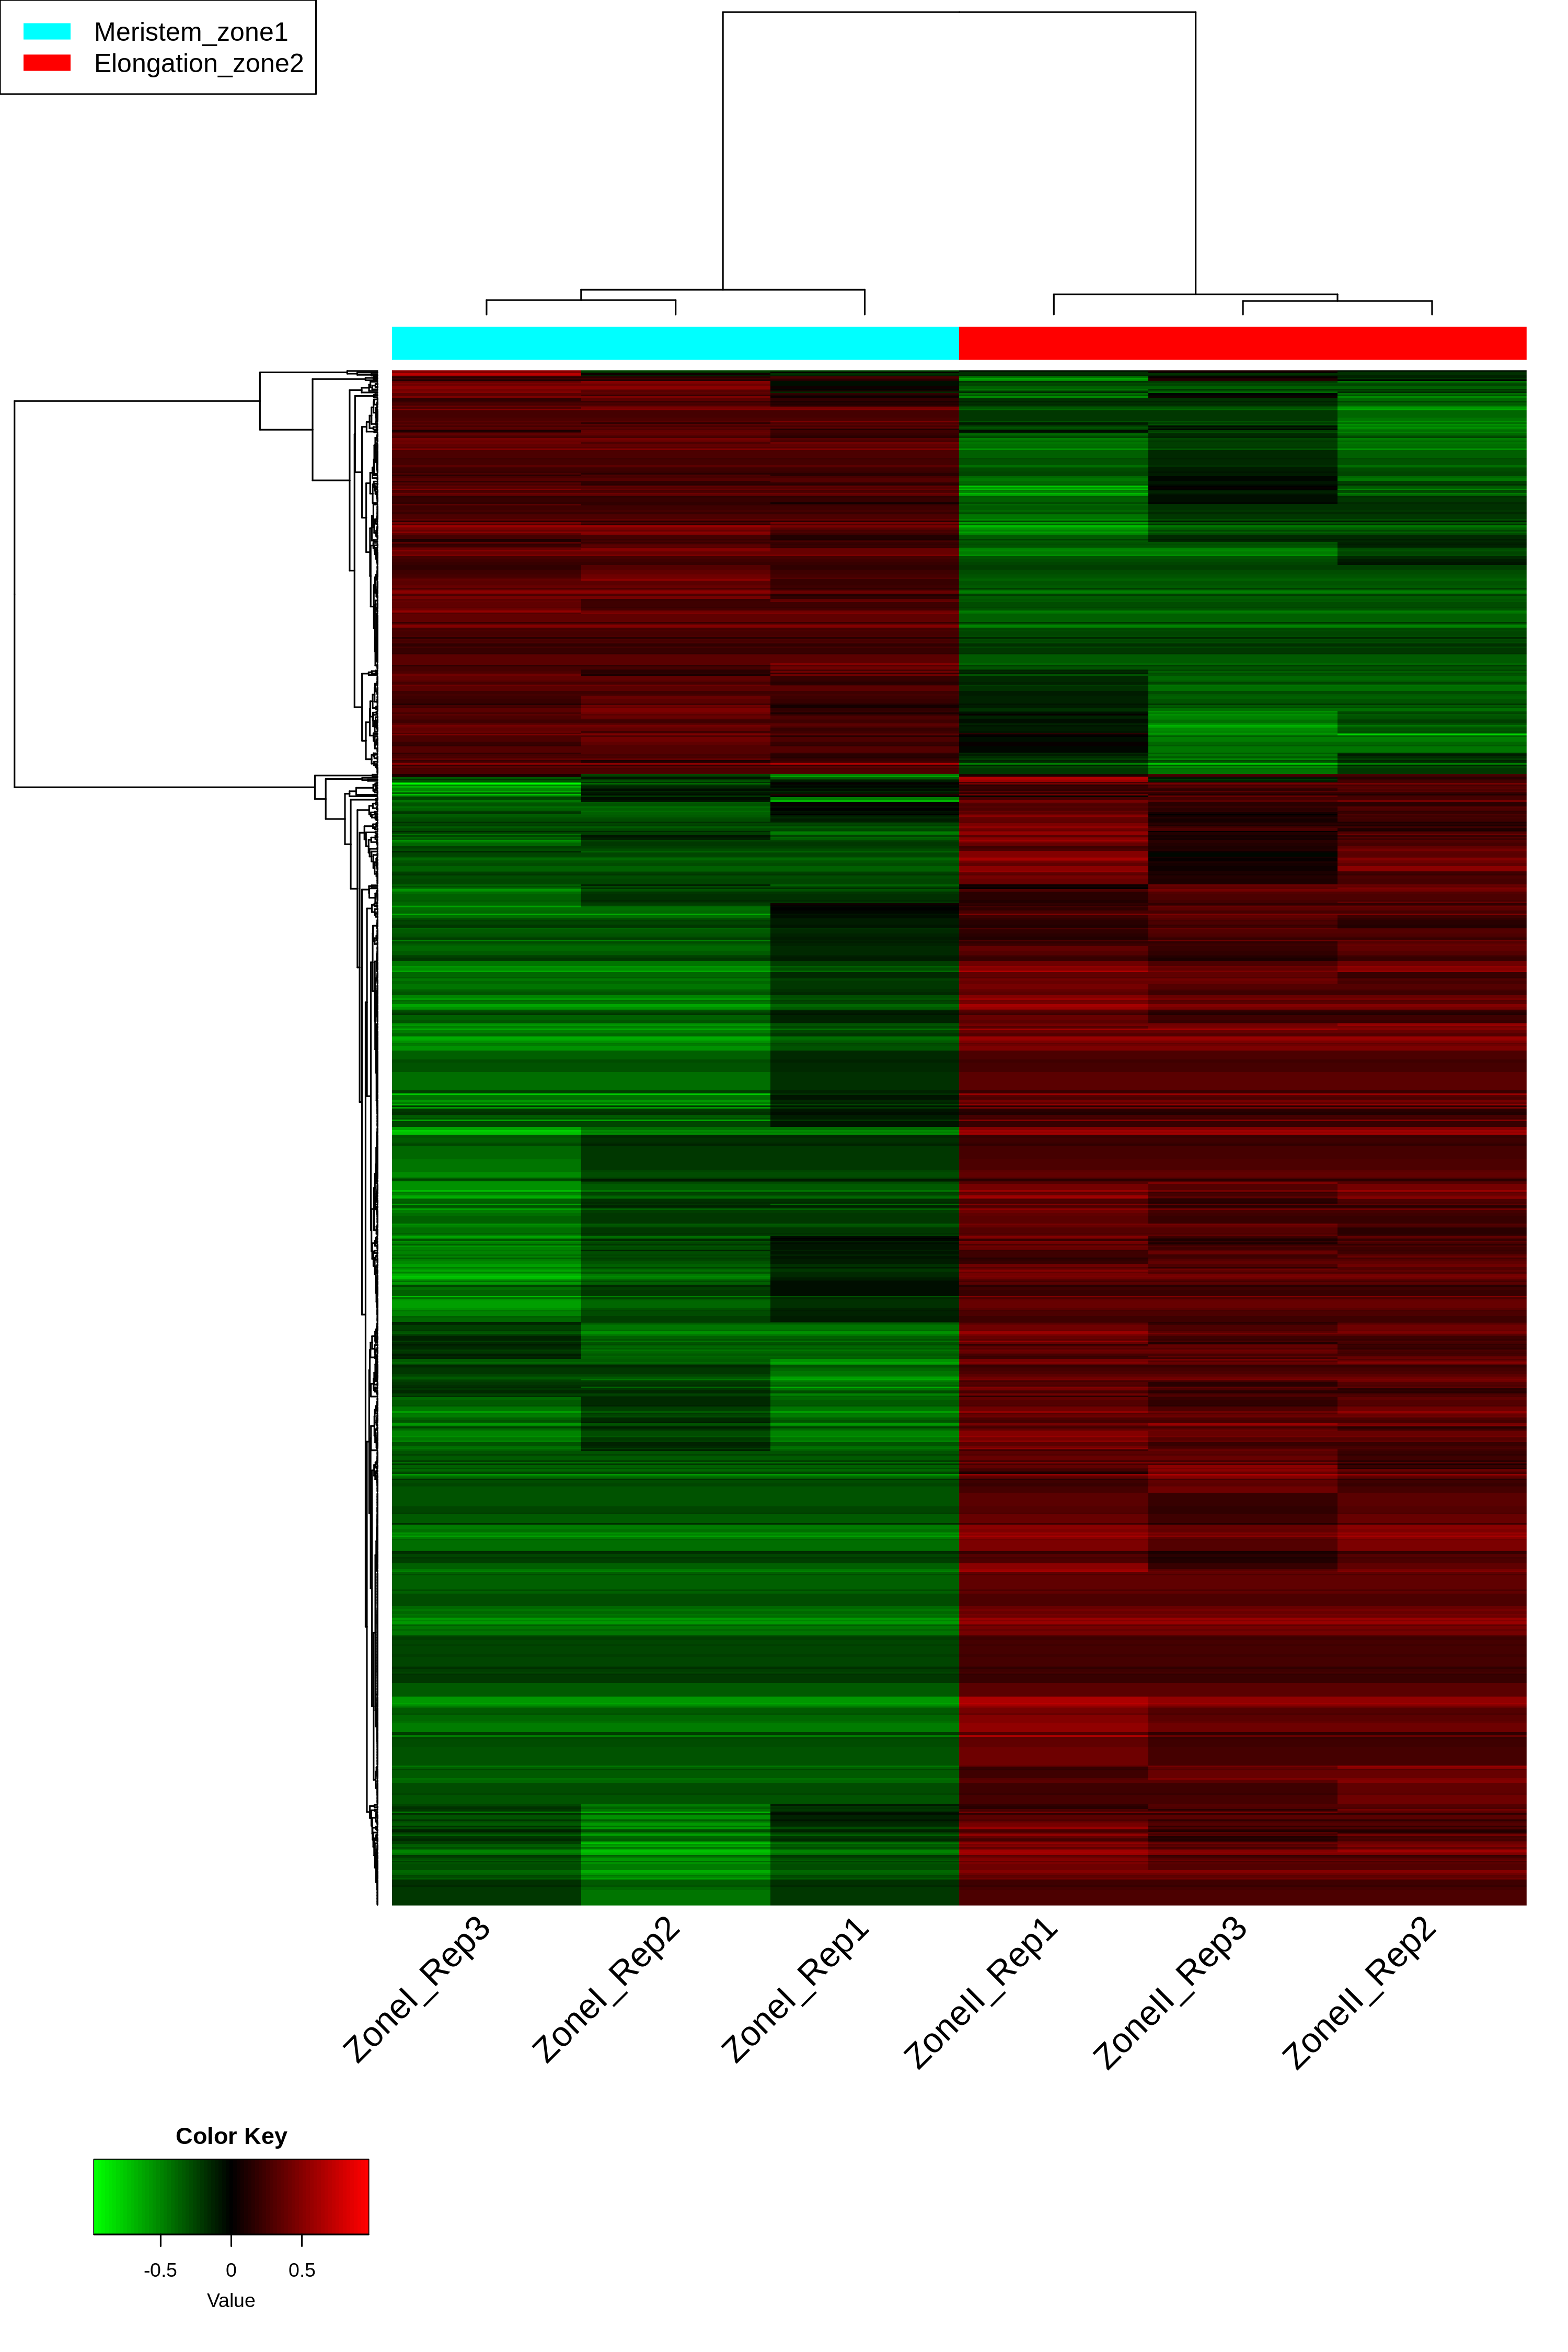 Meristem_zone1
Elongation_zone2
ZoneI_Rep3
ZoneI_Rep2
ZoneI_Rep1
ZoneII_Rep1
ZoneII_Rep3
ZoneII_Rep2
Color Key
-0.5 0 0.5
Value